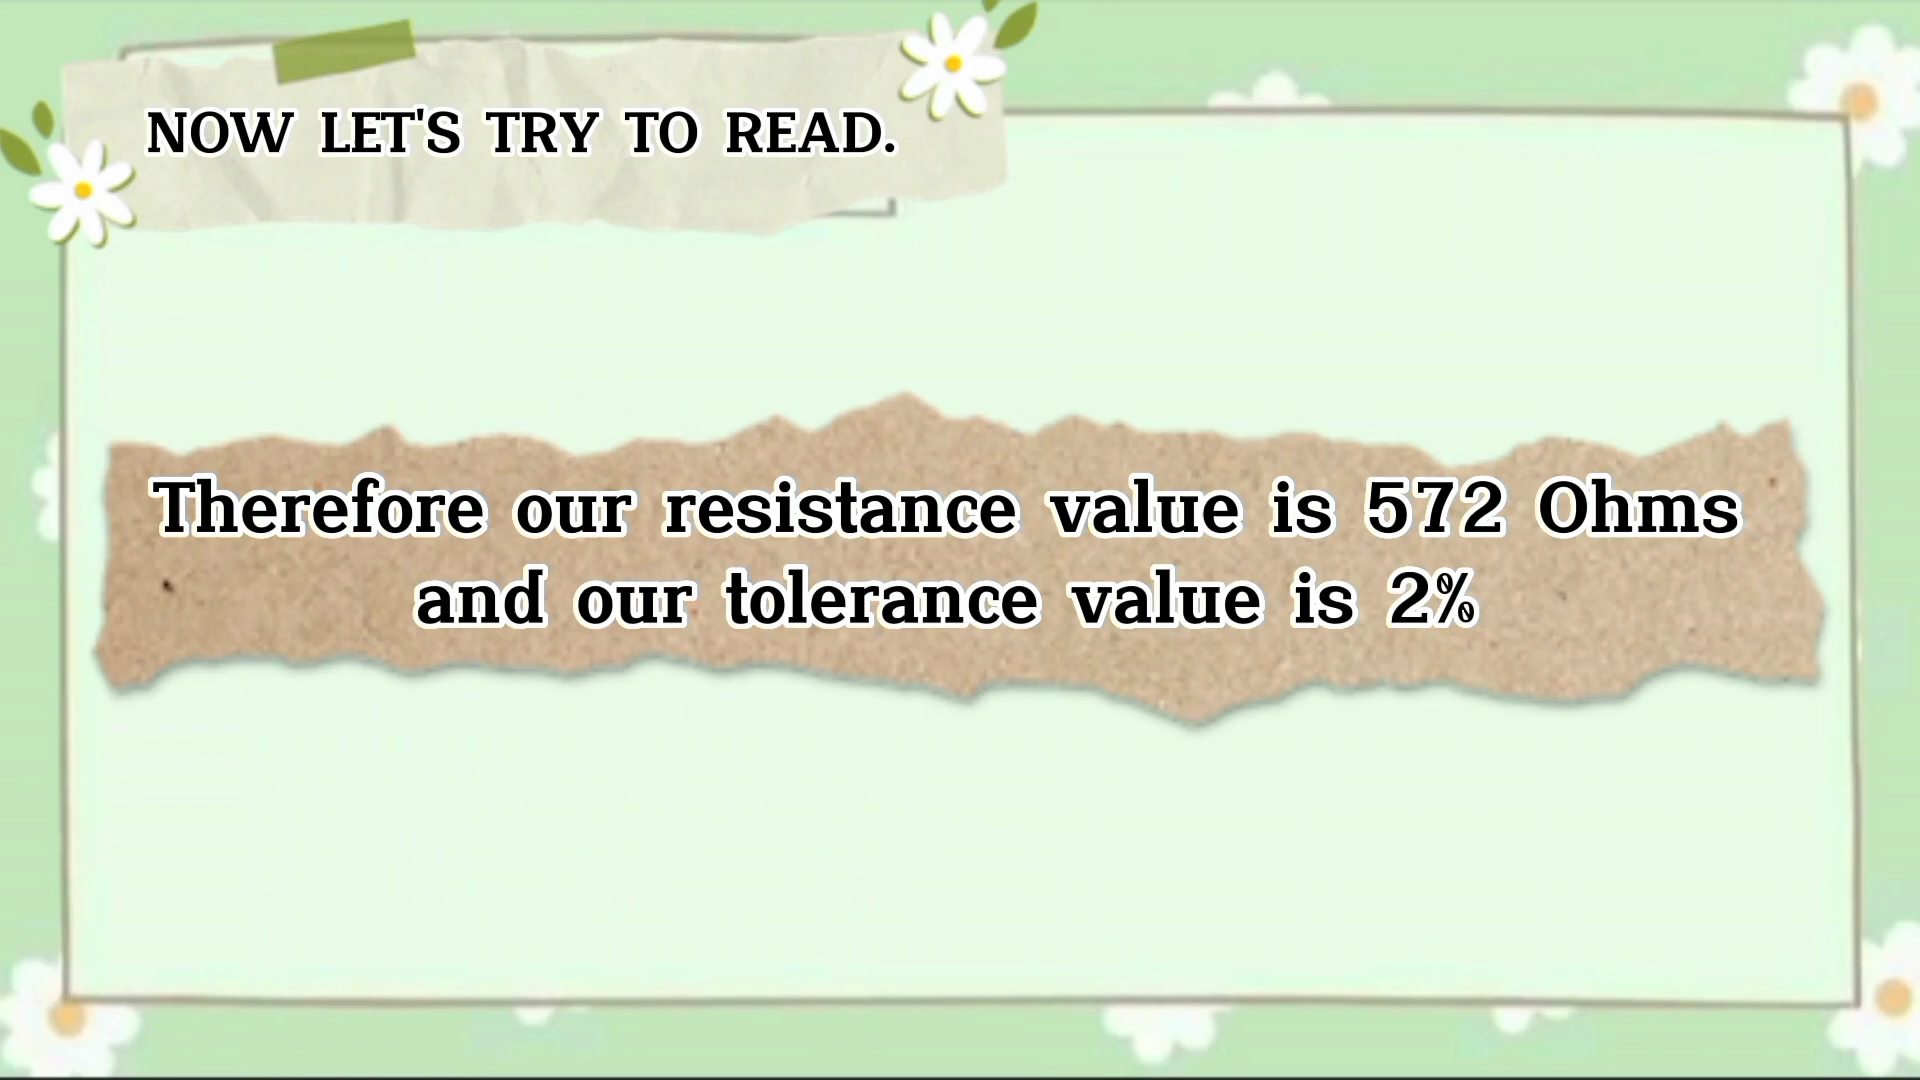 NOW LET'S TRY TO READ.
Therefore our resistance value is 572 Ohms
and our tolerance value is 2%